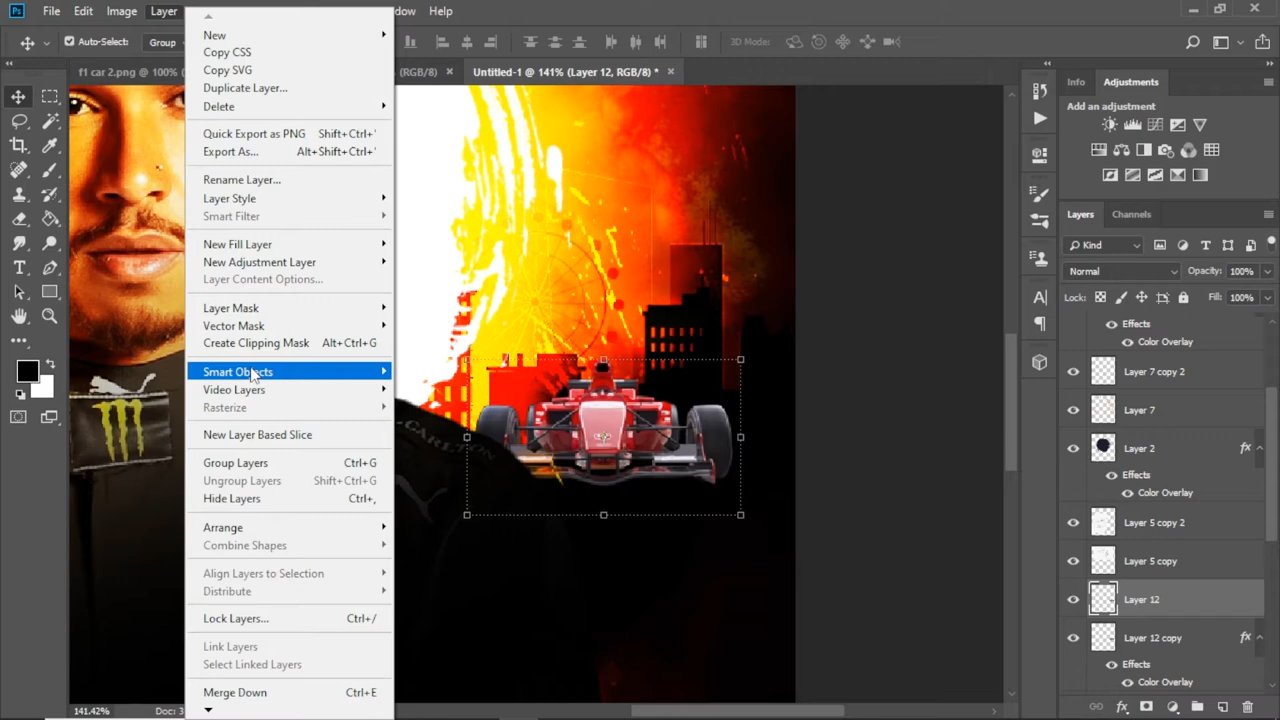 Ps File Edit Image Layer dow Help
Auto-Select: Group 3D Mode:
f1 car 2.png @ 100% ( (RGB/8) × Untitled-1 @ 141% (Layer 12, RGB/8) * ×
New
Copy CSS
Copy SVG
Duplicate Layer...
Delete
Quick Export as PNG Shift+Ctrl+'
Export As... Alt+Shift+Ctrl+'
Rename Layer...
Layer Style
Smart Filter
New Fill Layer
New Adjustment Layer
Layer Content Options...
Layer Mask
Vector Mask
Create Clipping Mask Alt+Ctrl+G
Smart Objects
Video Layers
Rasterize
New Layer Based Slice
Group Layers Ctrl+G
Ungroup Layers Shift+Ctrl+G
Hide Layers Ctrl+,
Arrange
Combine Shapes
Align Layers to Selection
Distribute
Lock Layers... Ctrl+/
Link Layers
Select Linked Layers
Merge Down Ctrl+E
CARLTON
Info Adjustments
Add an adjustment
Layers Channels
Kind
Normal Opacity: 100%
Lock: Fill: 100%
Effects
Color Overlay
Layer 7 copy 2
Layer 7
Layer 2 fx
Effects
Color Overlay
Layer 5 copy 2
Layer 5 copy
Layer 12
Layer 12 copy fx
Effects
Color Overlay
141.42% Doc: 3